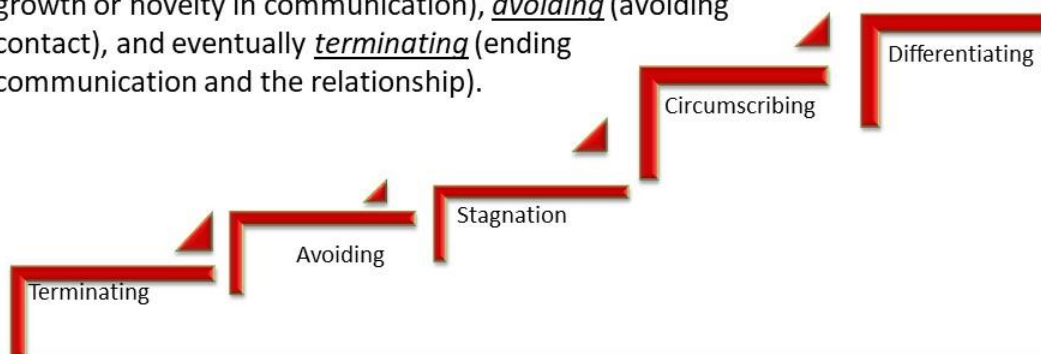 growth or novelty in communication), avoiding (avoiding
contact), and eventually terminating (ending
communication and the relationship).
Differentiating
Circumscribing
Stagnation
Avoiding
Terminating